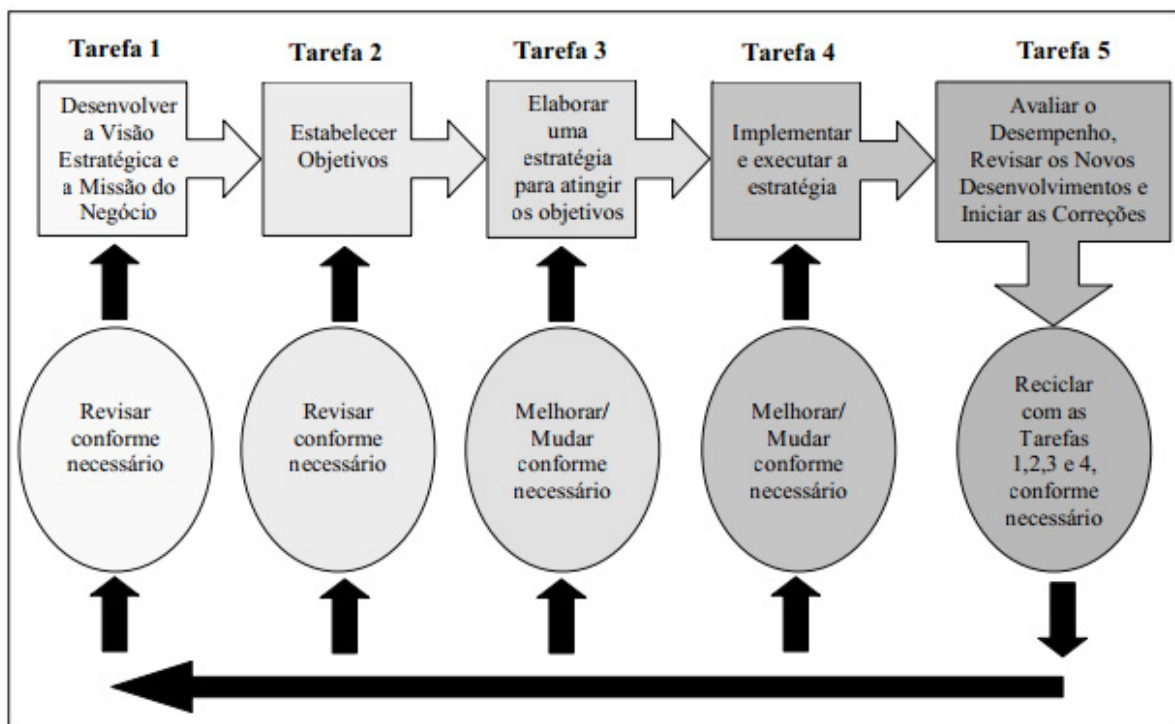 Tarefa 1
Tarefa 2
Tarefa 3
Tarefa 4
Tarefa 5
Desenvolver
a Visão
Estratégica e
a Missão do
Negócio
Estabelecer
Objetivos
Elaborar
uma
estratégia
para atingir
os objetivos
Implementar
e executar a
estratégia
Avaliar o
Desempenho,
Revisar os Novos
Desenvolvimentos e
Iniciar as Correções
Revisar
conforme
necessário
Revisar
conforme
necessário
Melhorar/
Mudar
conforme
necessário
Melhorar/
Mudar
conforme
necessário
Reciclar
com as
Tarefas
1,2,3 e 4,
conforme
necessário